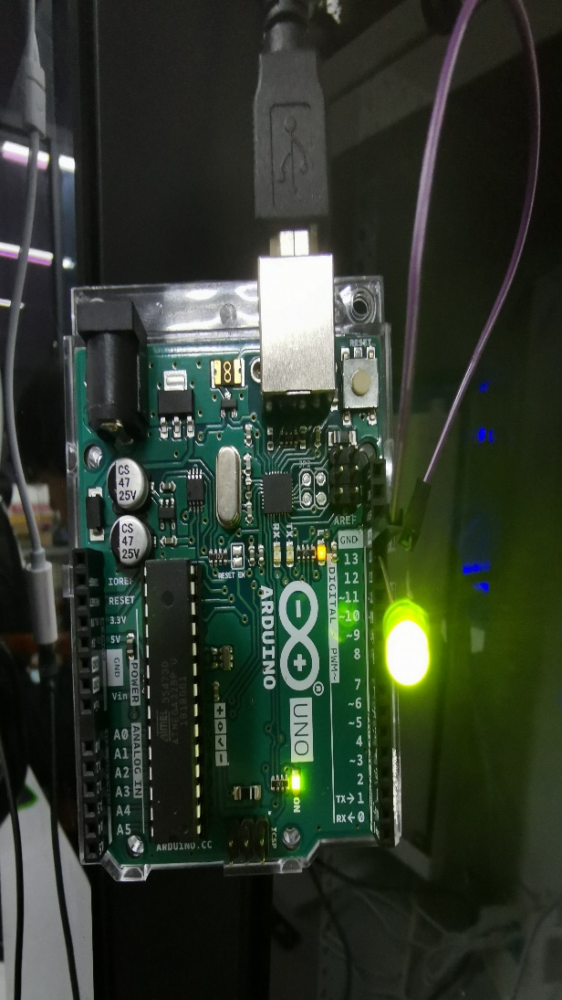 RESET
CS
47
25V
CS
47
25V
AREF
GND
RX
TX
L
13
12
~11
~10
~9
8
7
~6
~5
4
~3
2
TX→1
RX←0
DIGITAL PWM~
RESET EN
IOREF
RESET
3.3V
5V
GND
Vin
POWER
ANALOG IN
A0
A1
A2
A3
A4
A5
ARDUINO
UNO
ON
ICSP
ARDUINO.CC